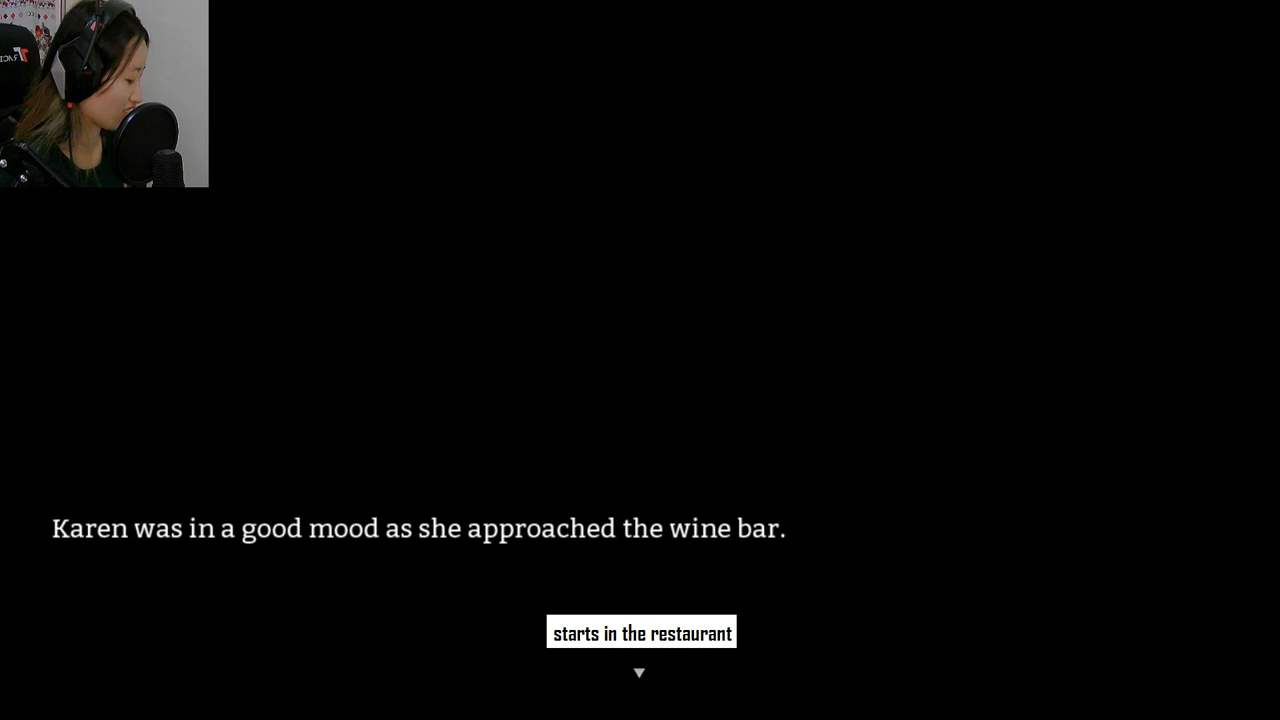 Karen was in a good mood as she approached the wine bar.
starts in the restaurant